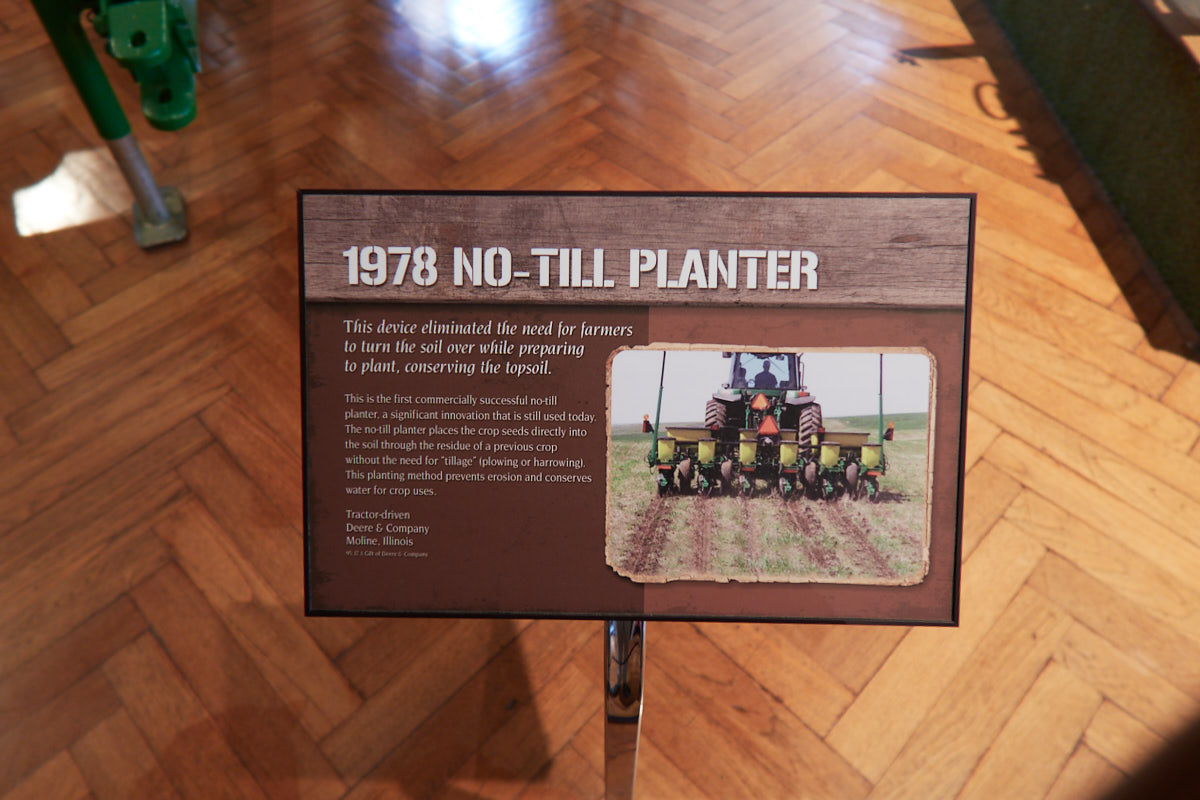 1978 NO-TILL PLANTER
This device eliminated the need for farmers
to turn the soil over while preparing
to plant, conserving the topsoil.
This is the first commercially successful no-till
planter, a significant innovation that is still used today.
The no-till planter places the crop seeds directly into
the soil through the residue of a previous crop
without the need for "tillage" (plowing or harrowing).
This planting method prevents erosion and conserves
water for crop uses.
Tractor-driven
Deere & Company
Moline, Illinois
Gift of Deere & Company